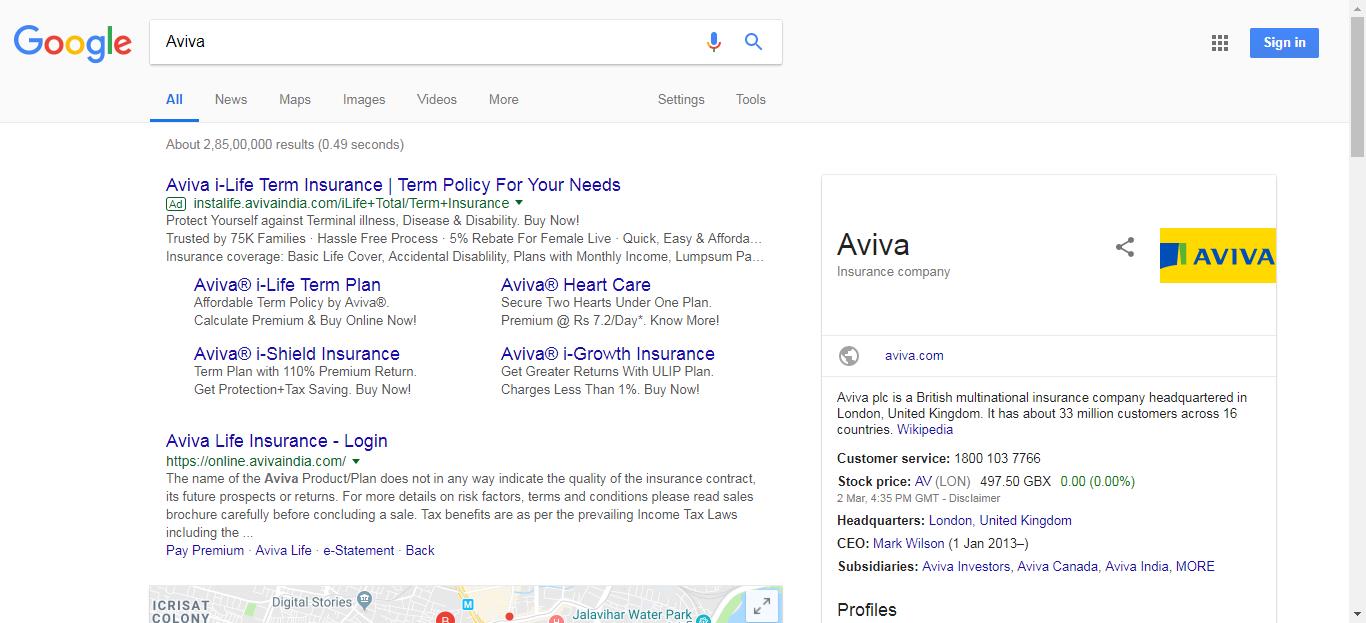 Google
Aviva
Sign in
All News Maps Images Videos More Settings Tools
About 2,85,00,000 results (0.49 seconds)
Aviva i-Life Term Insurance | Term Policy For Your Needs
Ad instalife.avivaindia.com/iLife+Total/Term+Insurance
Protect Yourself against Terminal illness, Disease & Disability. Buy Now!
Trusted by 75K Families · Hassle Free Process · 5% Rebate For Female Live · Quick, Easy & Afforda...
Insurance coverage: Basic Life Cover, Accidental Disablility, Plans with Monthly Income, Lumpsum Pa...
Aviva® i-Life Term Plan
Affordable Term Policy by Aviva®.
Calculate Premium & Buy Online Now!
Aviva® Heart Care
Secure Two Hearts Under One Plan.
Premium @ Rs 7.2/Day*. Know More!
Aviva® i-Shield Insurance
Term Plan with 110% Premium Return.
Get Protection+Tax Saving. Buy Now!
Aviva® i-Growth Insurance
Get Greater Returns With ULIP Plan.
Charges Less Than 1%. Buy Now!
Aviva Life Insurance - Login
https://online.avivaindia.com/
The name of the Aviva Product/Plan does not in any way indicate the quality of the insurance contract,
its future prospects or returns. For more details on risk factors, terms and conditions please read sales
brochure carefully before concluding a sale. Tax benefits are as per the prevailing Income Tax Laws
including the ...
Pay Premium · Aviva Life · e-Statement · Back
ICRISAT
COLONY
Digital Stories
M
B
H
Jalavihar Water Park
Aviva
Insurance company
AVIVA
aviva.com
Aviva plc is a British multinational insurance company headquartered in
London, United Kingdom. It has about 33 million customers across 16
countries. Wikipedia
Customer service: 1800 103 7766
Stock price: AV (LON) 497.50 GBX 0.00 (0.00%)
2 Mar, 4:35 PM GMT - Disclaimer
Headquarters: London, United Kingdom
CEO: Mark Wilson (1 Jan 2013–)
Subsidiaries: Aviva Investors, Aviva Canada, Aviva India, MORE
Profiles